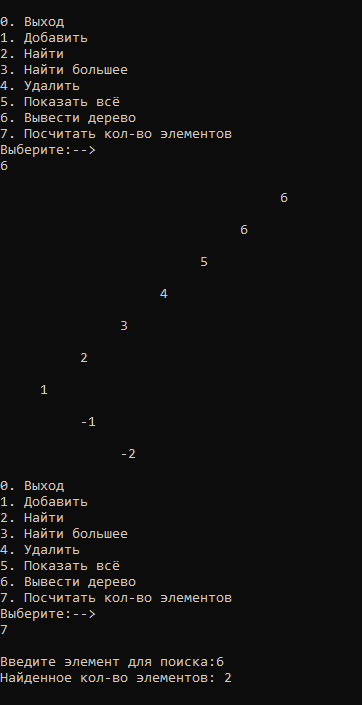 0. Выход
1. Добавить
2. Найти
3. Найти большее
4. Удалить
5. Показать всё
6. Вывести дерево
7. Посчитать кол-во элементов
Выберите:-->
6
6
6
5
4
3
2
1
-1
-2
0. Выход
1. Добавить
2. Найти
3. Найти большее
4. Удалить
5. Показать всё
6. Вывести дерево
7. Посчитать кол-во элементов
Выберите:-->
7
Введите элемент для поиска:6
Найденное кол-во элементов: 2